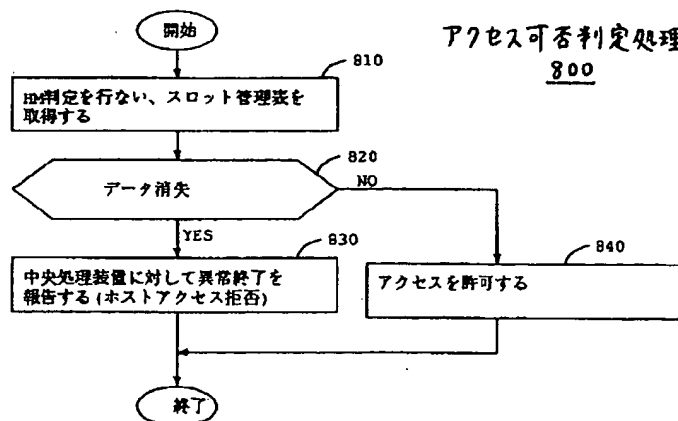 開始
アクセス可否判定処理
800
810
HM判定を行ない、スロット管理表を
取得する
820
データ消失
NO
YES
830
中央処理装置に対して異常終了を
報告する(ホストアクセス拒否)
840
アクセスを許可する
終了